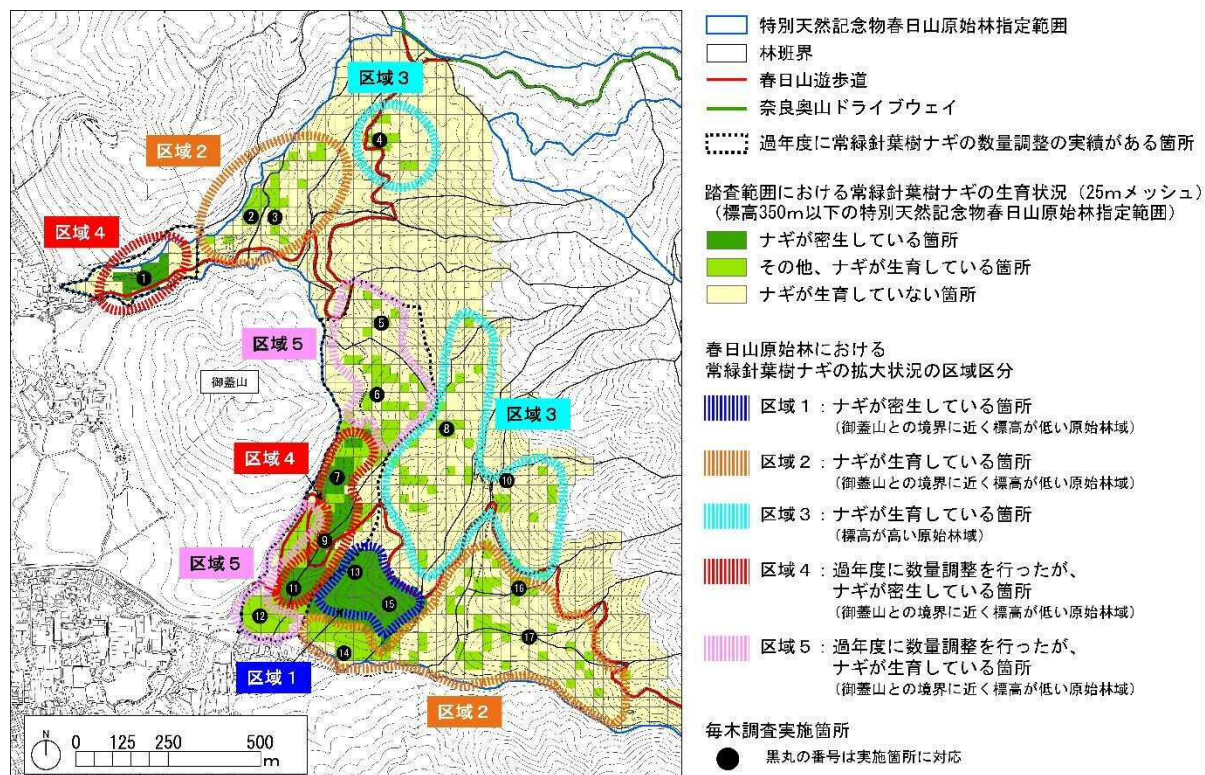 区域3
区域2
区域4
区域5
御蓋山
区域3
区域4
区域5
区域1
区域2
1
2
3
4
5
6
7
8
9
10
11
12
13
14
15
16
17
N
0 125 250 500
m
特別天然記念物春日山原始林指定範囲
林班界
春日山遊歩道
奈良奥山ドライブウェイ
過年度に常緑針葉樹ナギの数量調整の実績がある箇所
踏査範囲における常緑針葉樹ナギの生育状況（25mメッシュ）
（標高350m以下の特別天然記念物春日山原始林指定範囲）
ナギが密生している箇所
その他、ナギが生育している箇所
ナギが生育していない箇所
春日山原始林における
常緑針葉樹ナギの拡大状況の区域区分
区域1：ナギが密生している箇所
（御蓋山との境界に近く標高が低い原始林域）
区域2：ナギが生育している箇所
（御蓋山との境界に近く標高が低い原始林域）
区域3：ナギが生育している箇所
（標高が高い原始林域）
区域4：過年度に数量調整を行ったが、
ナギが密生している箇所
（御蓋山との境界に近く標高が低い原始林域）
区域5：過年度に数量調整を行ったが、
ナギが生育している箇所
（御蓋山との境界に近く標高が低い原始林域）
毎木調査実施箇所
黒丸の番号は実施箇所に対応